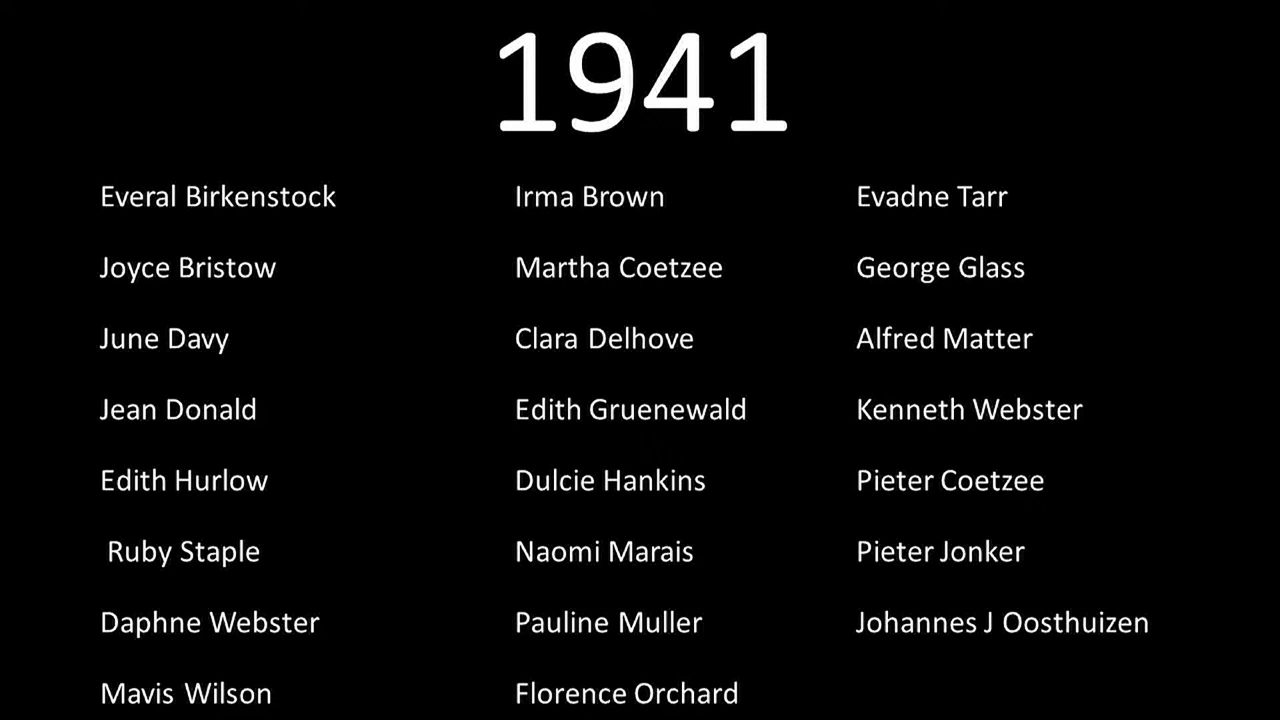 1941
Everal Birkenstock
Joyce Bristow
June Davy
Jean Donald
Edith Hurlow
Ruby Staple
Daphne Webster
Mavis Wilson
Irma Brown
Martha Coetzee
Clara Delhove
Edith Gruenewald
Dulcie Hankins
Naomi Marais
Pauline Muller
Florence Orchard
Evadne Tarr
George Glass
Alfred Matter
Kenneth Webster
Pieter Coetzee
Pieter Jonker
Johannes J Oosthuizen